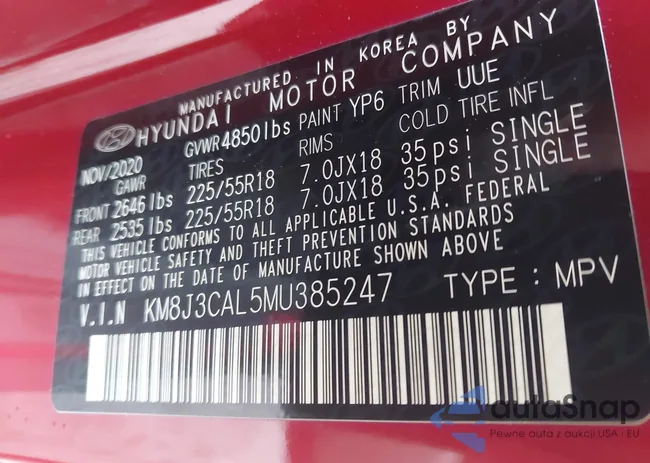 MANUFACTURED IN KOREA BY
HYUNDAI MOTOR COMPANY
NOV/2020 GVWR 4850 lbs PAINT YP6 TRIM UUE
GAWR TIRES RIMS COLD TIRE INFL
FRONT 2646 lbs 225/55R18 7.0JX18 35 psi SINGLE
REAR 2535 lbs 225/55R18 7.0JX18 35 psi SINGLE
THIS VEHICLE CONFORMS TO ALL APPLICABLE U.S.A. FEDERAL
MOTOR VEHICLE SAFETY AND THEFT PREVENTION STANDARDS
IN EFFECT ON THE DATE OF MANUFACTURE SHOWN ABOVE
V.I.N KM8J3CAL5MU385247 TYPE : MPV
autaSnap
Pewne auta z aukcji USA i EU